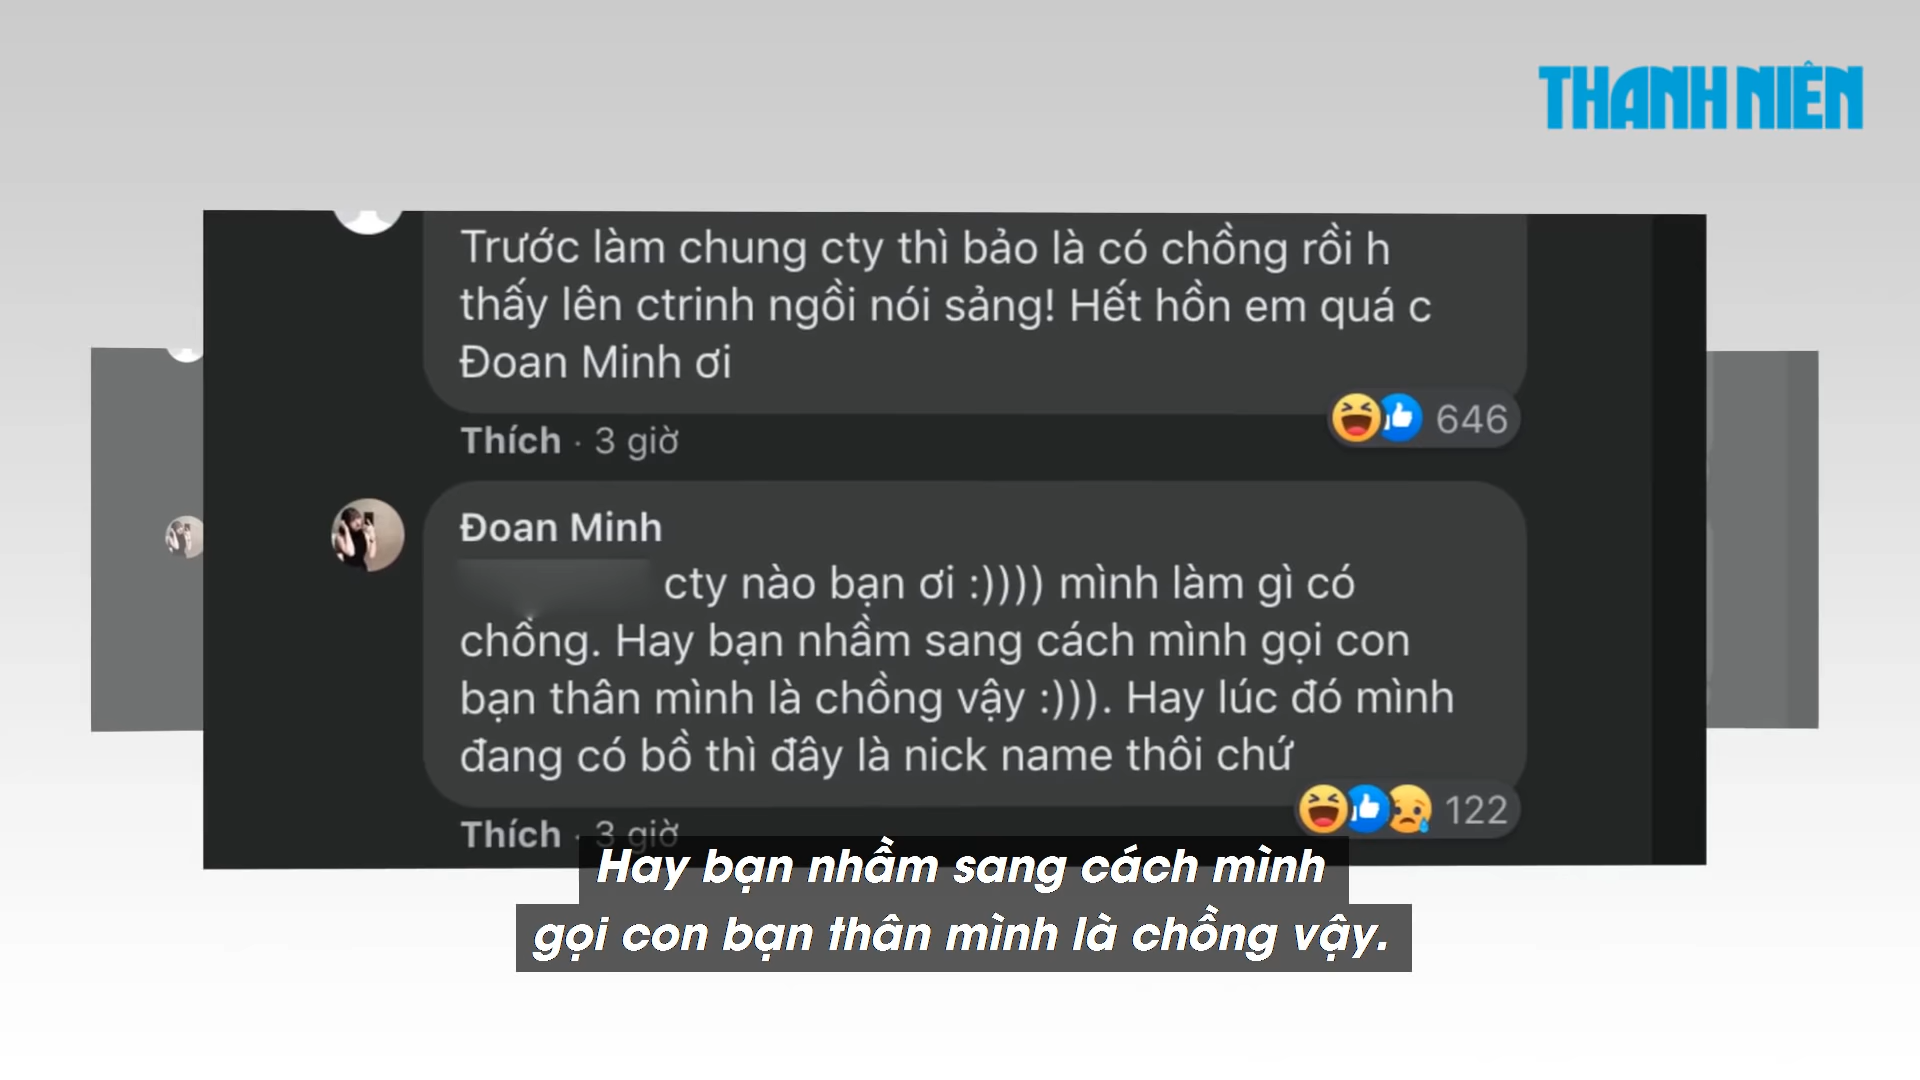 THANH NIÊN
Trước làm chung cty thì bảo là có chồng rồi h
thấy lên ctrinh ngồi nói sảng! Hết hồn em quá c
Đoan Minh ơi
646
Thích · 3 giờ
Đoan Minh
cty nào bạn ơi :)))) mình làm gì có
chồng. Hay bạn nhầm sang cách mình gọi con
bạn thân mình là chồng vậy :))). Hay lúc đó mình
đang có bồ thì đây là nick name thôi chứ
122
Thích · 3 giờ
Hay bạn nhầm sang cách mình
gọi con bạn thân mình là chồng vậy.